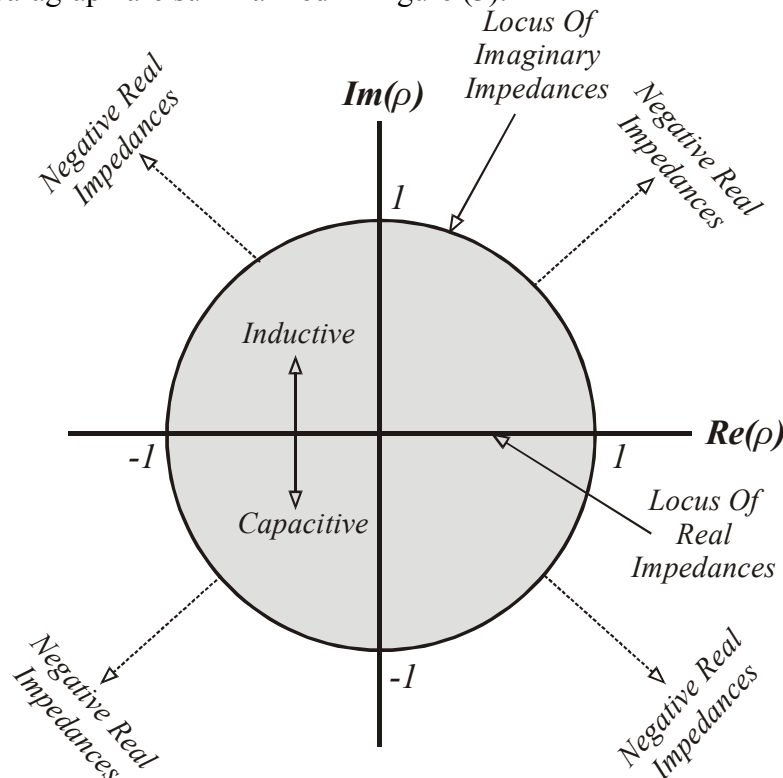 Locus Of
Imaginary
Impedances
Im(ρ)
Negative Real
Impedances
Negative Real
Impedances
1
Inductive
-1
1
Re(ρ)
Capacitive
Locus Of
Real
Impedances
-1
Negative Real
Impedances
Negative Real
Impedances